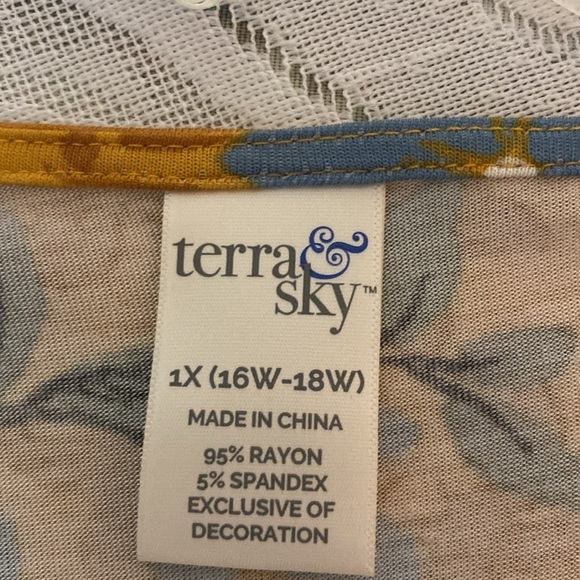 terra &
sky™
1X (16W-18W)
MADE IN CHINA
95% RAYON
5% SPANDEX
EXCLUSIVE OF
DECORATION